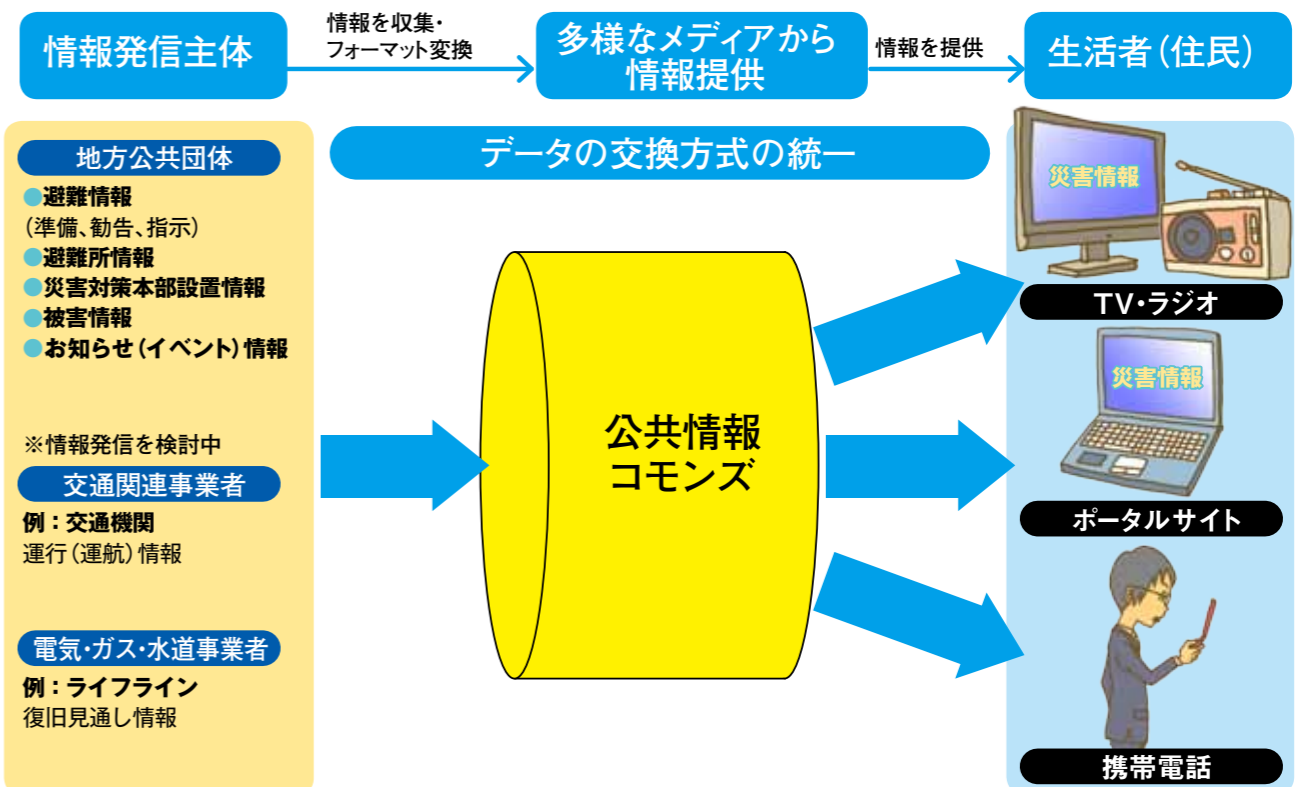 情報発信主体
情報を収集・
フォーマット変換
多様なメディアから
情報提供
情報を提供
生活者(住民)
地方公共団体
●避難情報
(準備、勧告、指示)
●避難所情報
●災害対策本部設置情報
●被害情報
●お知らせ(イベント)情報
※情報発信を検討中
交通関連事業者
例：交通機関
運行(運航)情報
電気・ガス・水道事業者
例：ライフライン
復旧見通し情報
データの交換方式の統一
公共情報
コモンズ
災害情報
TV・ラジオ
災害情報
ポータルサイト
携帯電話